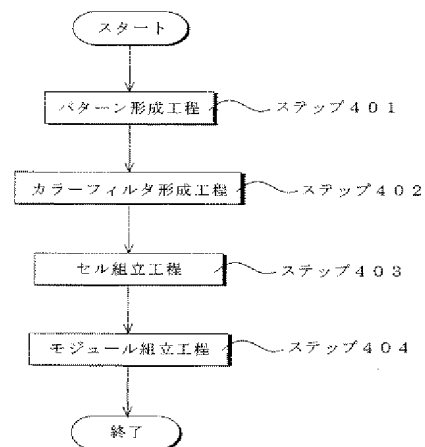 スタート
パターン形成工程
ステップ401
カラーフィルタ形成工程
ステップ402
セル組立工程
ステップ403
モジュール組立工程
ステップ404
終了